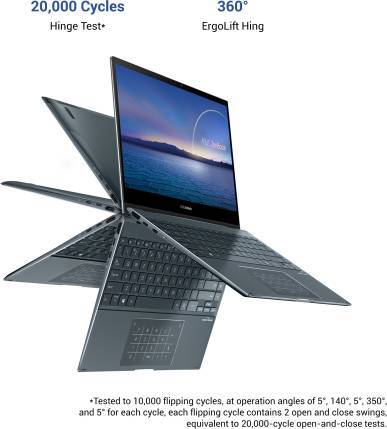 20,000 Cycles
Hinge Test*
360°
ErgoLift Hing
*Tested to 10,000 flipping cycles, at operation angles of 5°, 140°, 5°, 350°,
and 5° for each cycle, each flipping cycle contains 2 open and close swings,
equivalent to 20,000-cycle open-and-close tests.